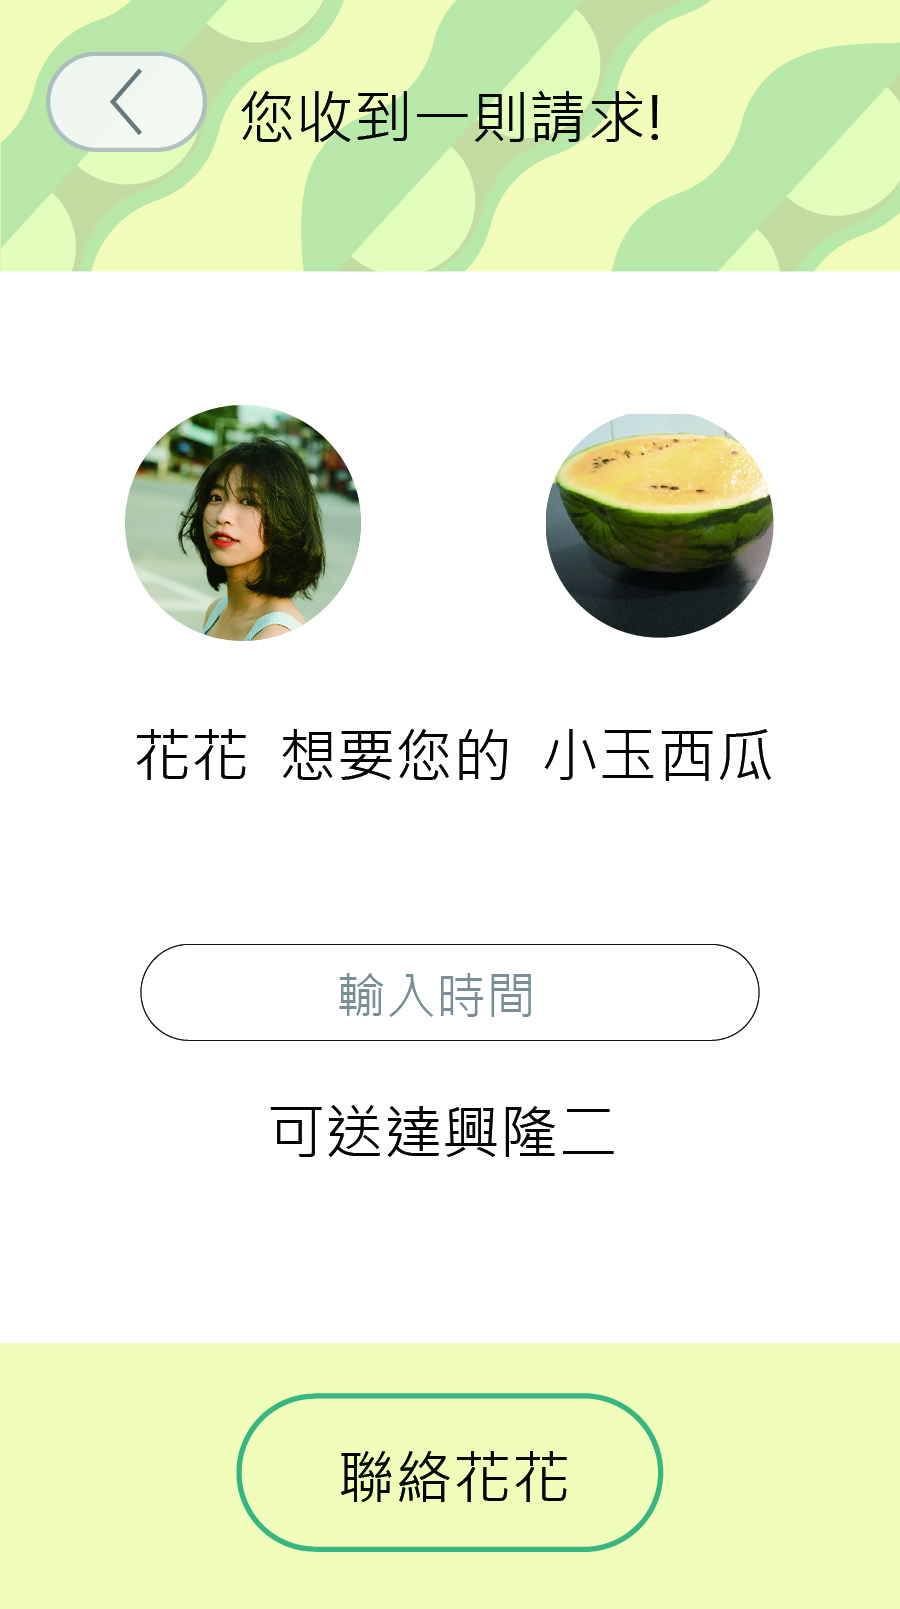 您收到一則請求!
花花 想要您的 小玉西瓜
輸入時間
可送達興隆二
聯絡花花